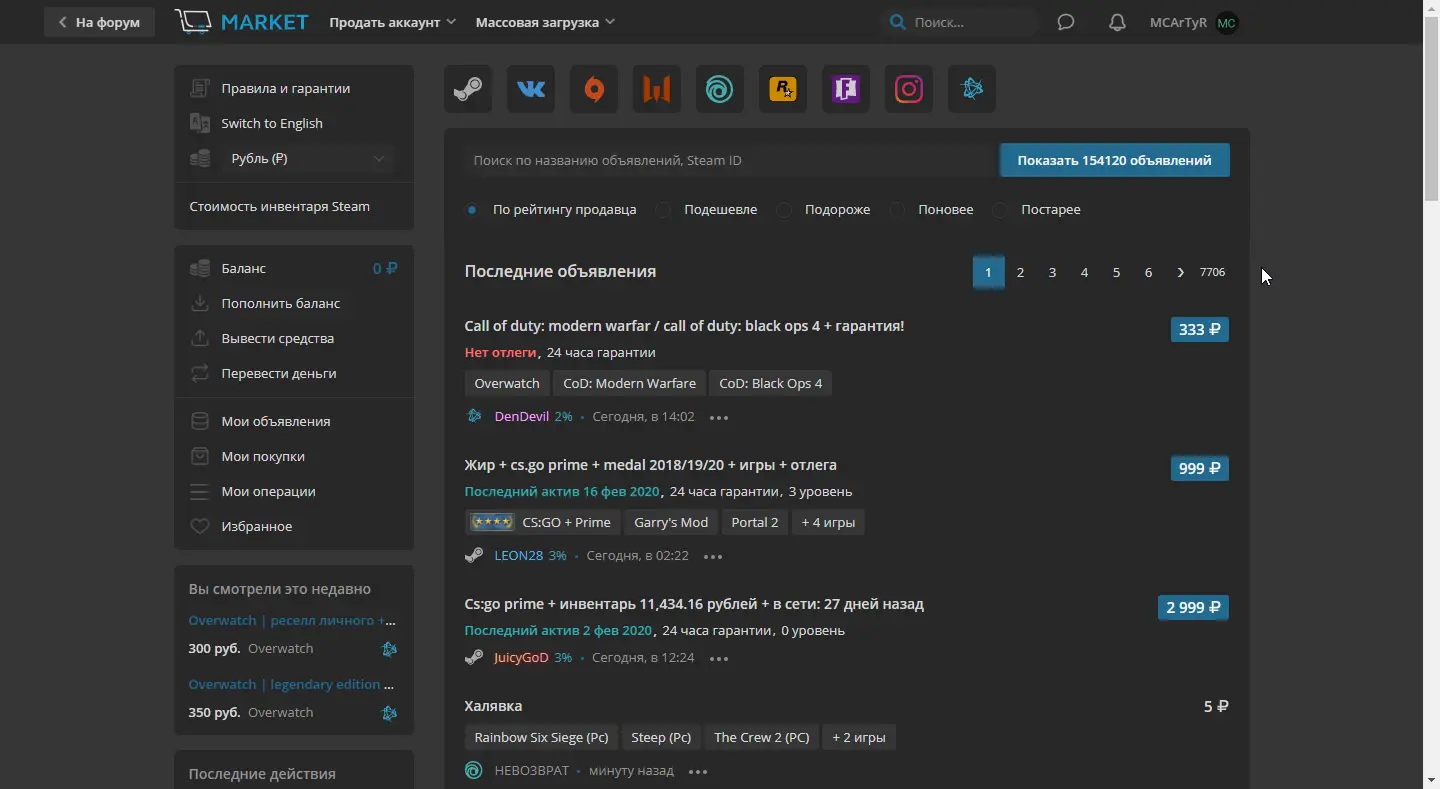 На форум
MARKET
Продать аккаунт
Массовая загрузка
Поиск...
MCArTyR
MC
Правила и гарантии
Switch to English
Рубль (₽)
Стоимость инвентаря Steam
Баланс 0 ₽
Пополнить баланс
Вывести средства
Перевести деньги
Мои объявления
Мои покупки
Мои операции
Избранное
Вы смотрели это недавно
Overwatch | реселл личного +...
300 руб. Overwatch
Overwatch | legendary edition ...
350 руб. Overwatch
Последние действия
Поиск по названию объявлений, Steam ID
Показать 154120 объявлений
По рейтингу продавца
Подешевле
Подороже
Поновее
Постарее
Последние объявления
1 2 3 4 5 6 › 7706
Call of duty: modern warfar / call of duty: black ops 4 + гарантия!
333 ₽
Нет отлеги, 24 часа гарантии
Overwatch
CoD: Modern Warfare
CoD: Black Ops 4
DenDevil 2% · Сегодня, в 14:02 •••
Жир + cs.go prime + medal 2018/19/20 + игры + отлега
999 ₽
Последний актив 16 фев 2020, 24 часа гарантии, 3 уровень
CS:GO + Prime
Garry's Mod
Portal 2
+ 4 игры
LEON28 3% · Сегодня, в 02:22 •••
Cs:go prime + инвентарь 11,434.16 рублей + в сети: 27 дней назад
2 999 ₽
Последний актив 2 фев 2020, 24 часа гарантии, 0 уровень
JuicyGoD 3% · Сегодня, в 12:24 •••
Халявка
5 ₽
Rainbow Six Siege (Pc)
Steep (Pc)
The Crew 2 (PC)
+ 2 игры
НЕВОЗВРАТ · минуту назад •••